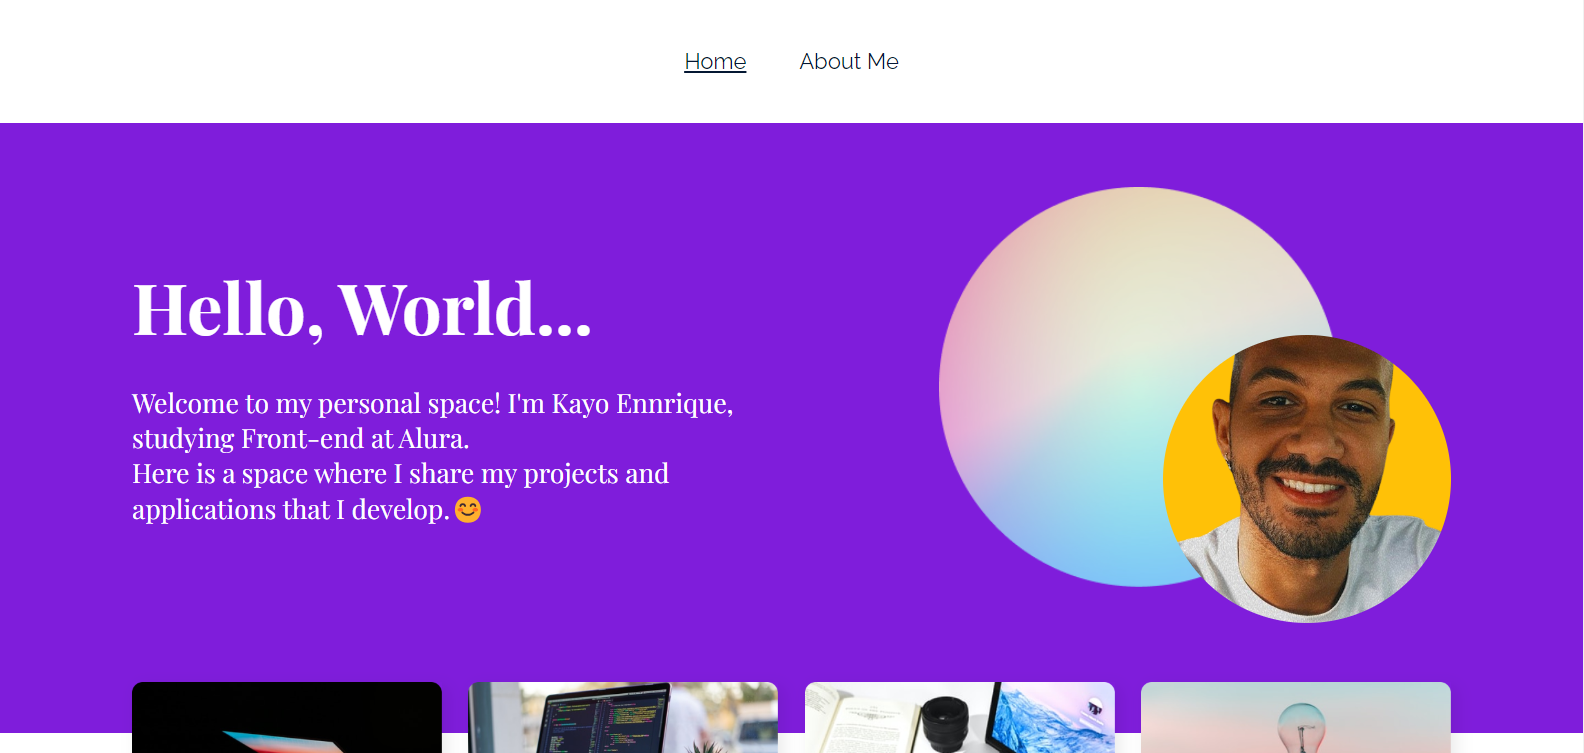 Home
About Me
Hello, World...
Welcome to my personal space! I'm Kayo Ennrique,
studying Front-end at Alura.
Here is a space where I share my projects and
applications that I develop.😊